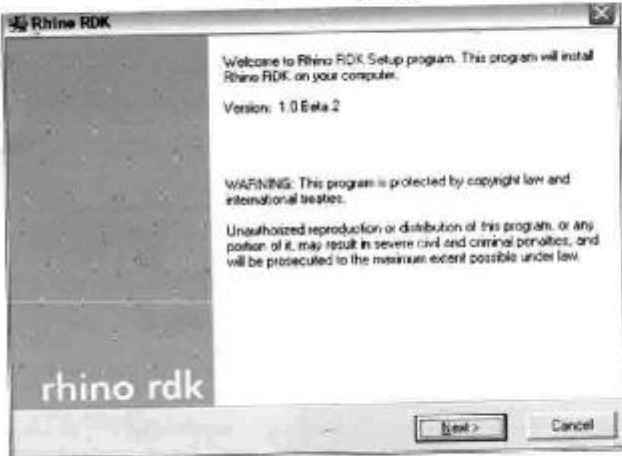 Rhino RDK
Welcome to Rhino RDK Setup program. This program will install
Rhino RDK on your computer.
Version: 1.0 Beta 2
WARNING: This program is protected by copyright law and
international treaties.
Unauthorized reproduction or distribution of this program, or any
portion of it, may result in severe civil and criminal penalties, and
will be prosecuted to the maximum extent possible under law.
rhino rdk
Next >
Cancel